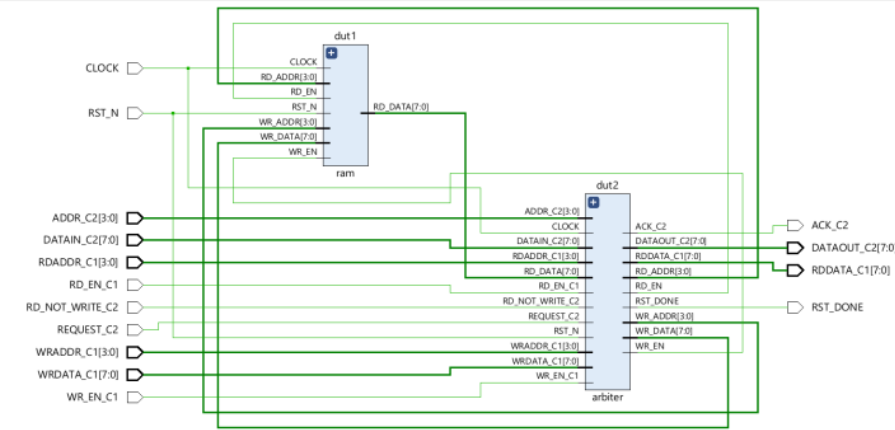 dut1
CLOCK
RST_N
CLOCK
RD_ADDR[3:0]
RD_EN
RST_N
WR_ADDR[3:0]
WR_DATA[7:0]
WR_EN
RD_DATA[7:0]
ram
dut2
ADDR_C2[3:0]
DATAIN_C2[7:0]
RDADDR_C1[3:0]
RD_EN_C1
RD_NOT_WRITE_C2
REQUEST_C2
WRADDR_C1[3:0]
WRDATA_C1[7:0]
WR_EN_C1
ADDR_C2[3:0]
CLOCK
DATAIN_C2[7:0]
RDADDR_C1[3:0]
RD_DATA[7:0]
RD_EN_C1
RD_NOT_WRITE_C2
REQUEST_C2
RST_N
WRADDR_C1[3:0]
WRDATA_C1[7:0]
WR_EN_C1
ACK_C2
DATAOUT_C2[7:0]
RDDATA_C1[7:0]
RD_ADDR[3:0]
RD_EN
RST_DONE
WR_ADDR[3:0]
WR_DATA[7:0]
WR_EN
arbiter
ACK_C2
DATAOUT_C2[7:0
RDDATA_C1[7:0]
RST_DONE